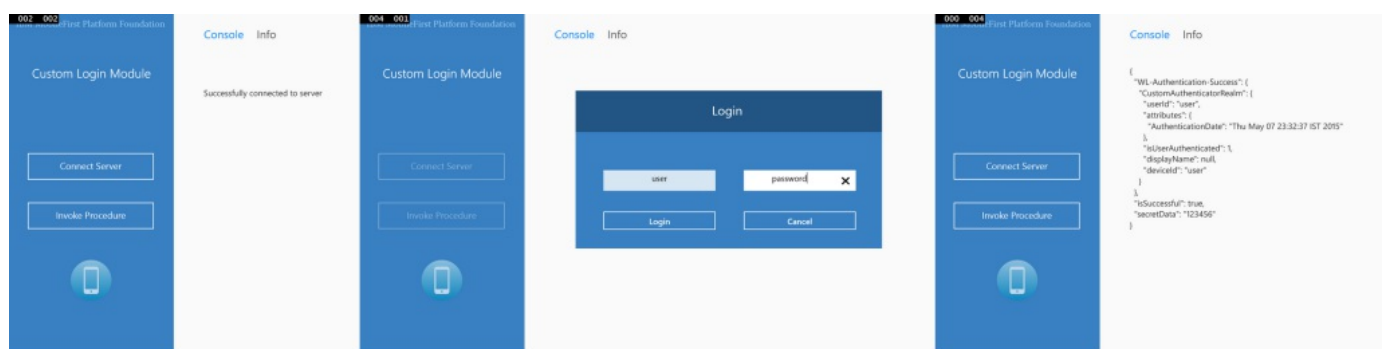 002 002
First Platform Foundation
Console Info
Custom Login Module
Successfully connected to server
Connect Server
Invoke Procedure
004 001
First Platform Foundation
Console Info
Custom Login Module
Login
Connect Server
user password
Invoke Procedure
Login Cancel
000 004
First Platform Foundation
Console Info
Custom Login Module
{
"WL-Authentication-Success": {
"CustomAuthenticatorRealm": {
"userId": "user",
"attributes": {
"AuthenticationDate": "Thu May 07 23:32:37 IST 2015"
},
"isUserAuthenticated": 1,
"displayName": null,
"deviceId": "user"
}
},
"isSuccessful": true,
"secretData": "123456"
}
Connect Server
Invoke Procedure